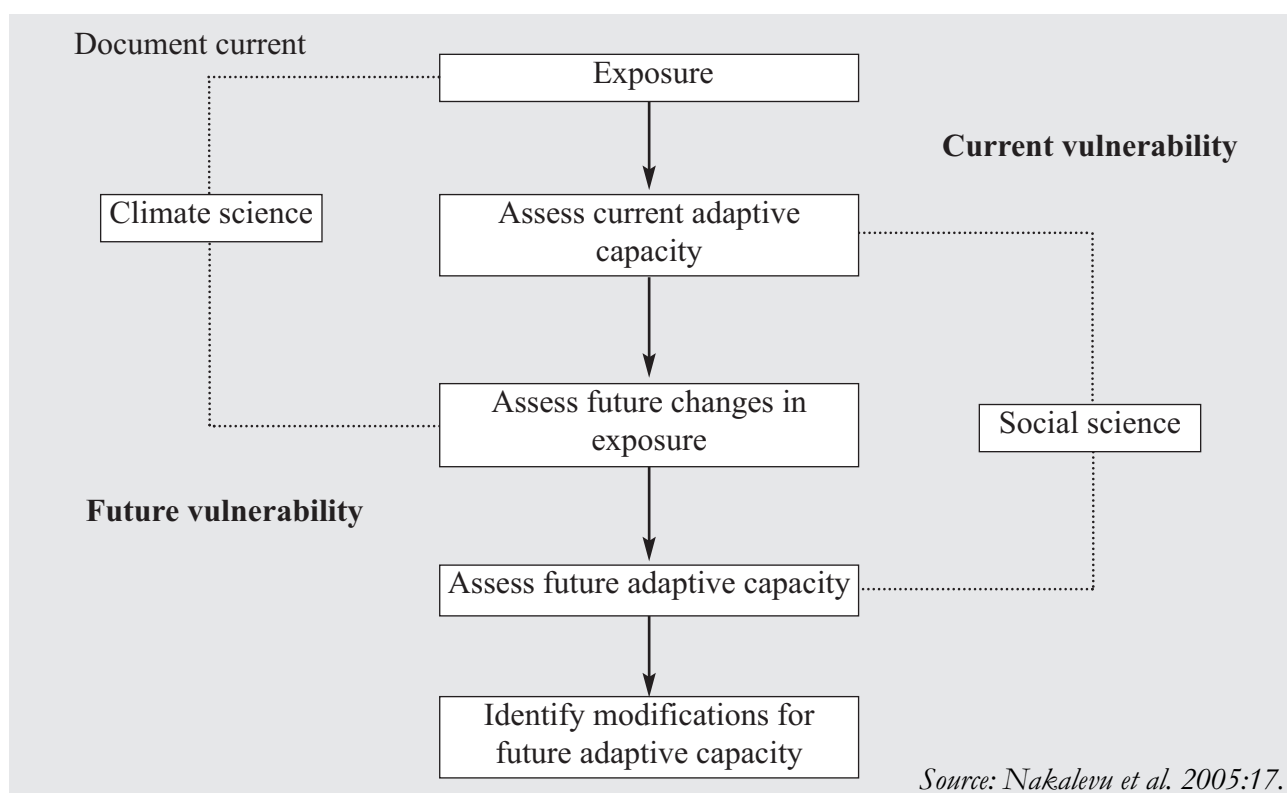 Document current
Exposure
Current vulnerability
Climate science
Assess current adaptive
capacity
Assess future changes in
exposure
Social science
Future vulnerability
Assess future adaptive capacity
Identify modifications for
future adaptive capacity
Source: Nakalevu et al. 2005:17.